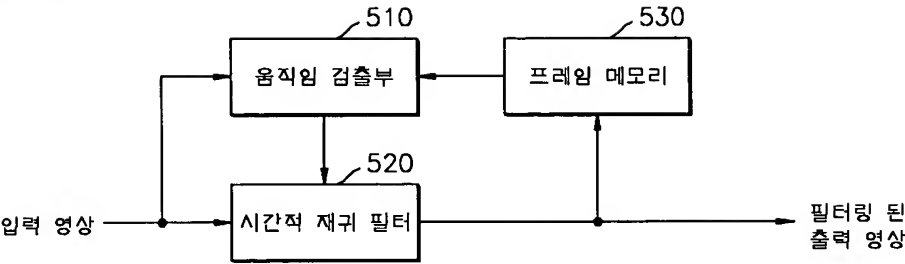 510
530
움직임 검출부
프레임 메모리
520
입력 영상
시간적 재귀 필터
필터링 된
출력 영상